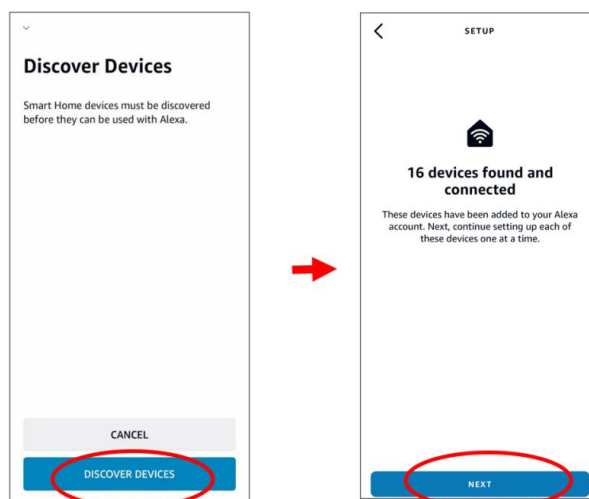 Discover Devices
Smart Home devices must be discovered
before they can be used with Alexa.
CANCEL
DISCOVER DEVICES
SETUP
16 devices found and
connected
These devices have been added to your Alexa
account. Next, continue setting up each of
these devices one at a time.
NEXT